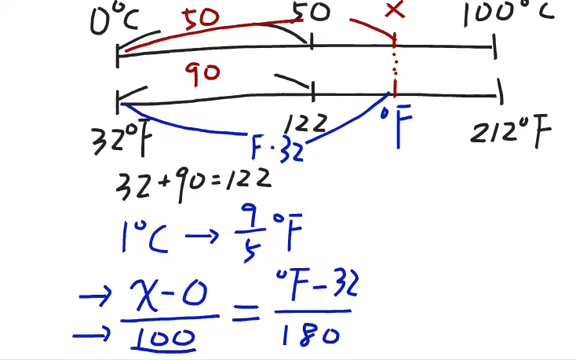 0°C 50 50 x 100°C
90
32°F F·32 122 °F 212°F
32+90=122
1°C → 9/5 °F
→ x-0 / → 100 = °F-32 / 180